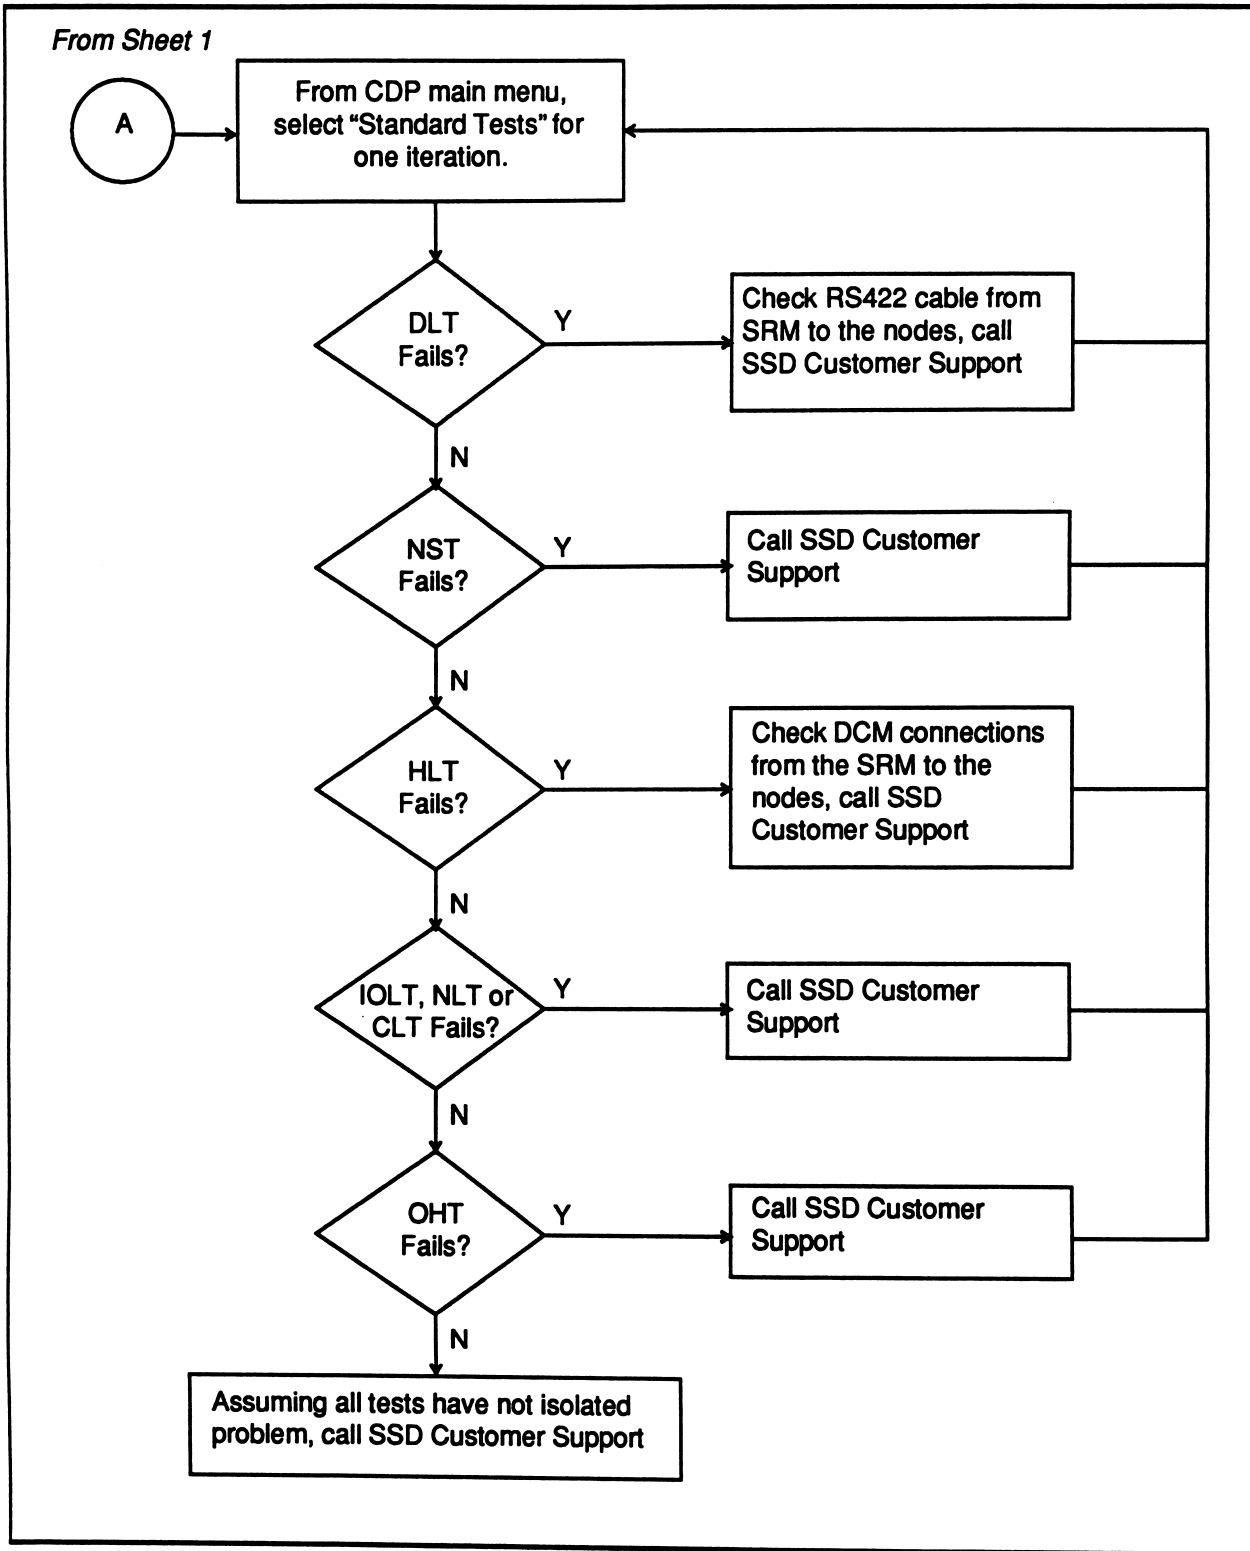 From Sheet 1
A
From CDP main menu,
select “Standard Tests” for
one iteration.
DLT
Fails?
Y
Check RS422 cable from
SRM to the nodes, call
SSD Customer Support
N
NST
Fails?
Y
Call SSD Customer
Support
N
HLT
Fails?
Y
Check DCM connections
from the SRM to the
nodes, call SSD
Customer Support
N
IOLT, NLT or
CLT Fails?
Y
Call SSD Customer
Support
N
OHT
Fails?
Y
Call SSD Customer
Support
N
Assuming all tests have not isolated
problem, call SSD Customer Support